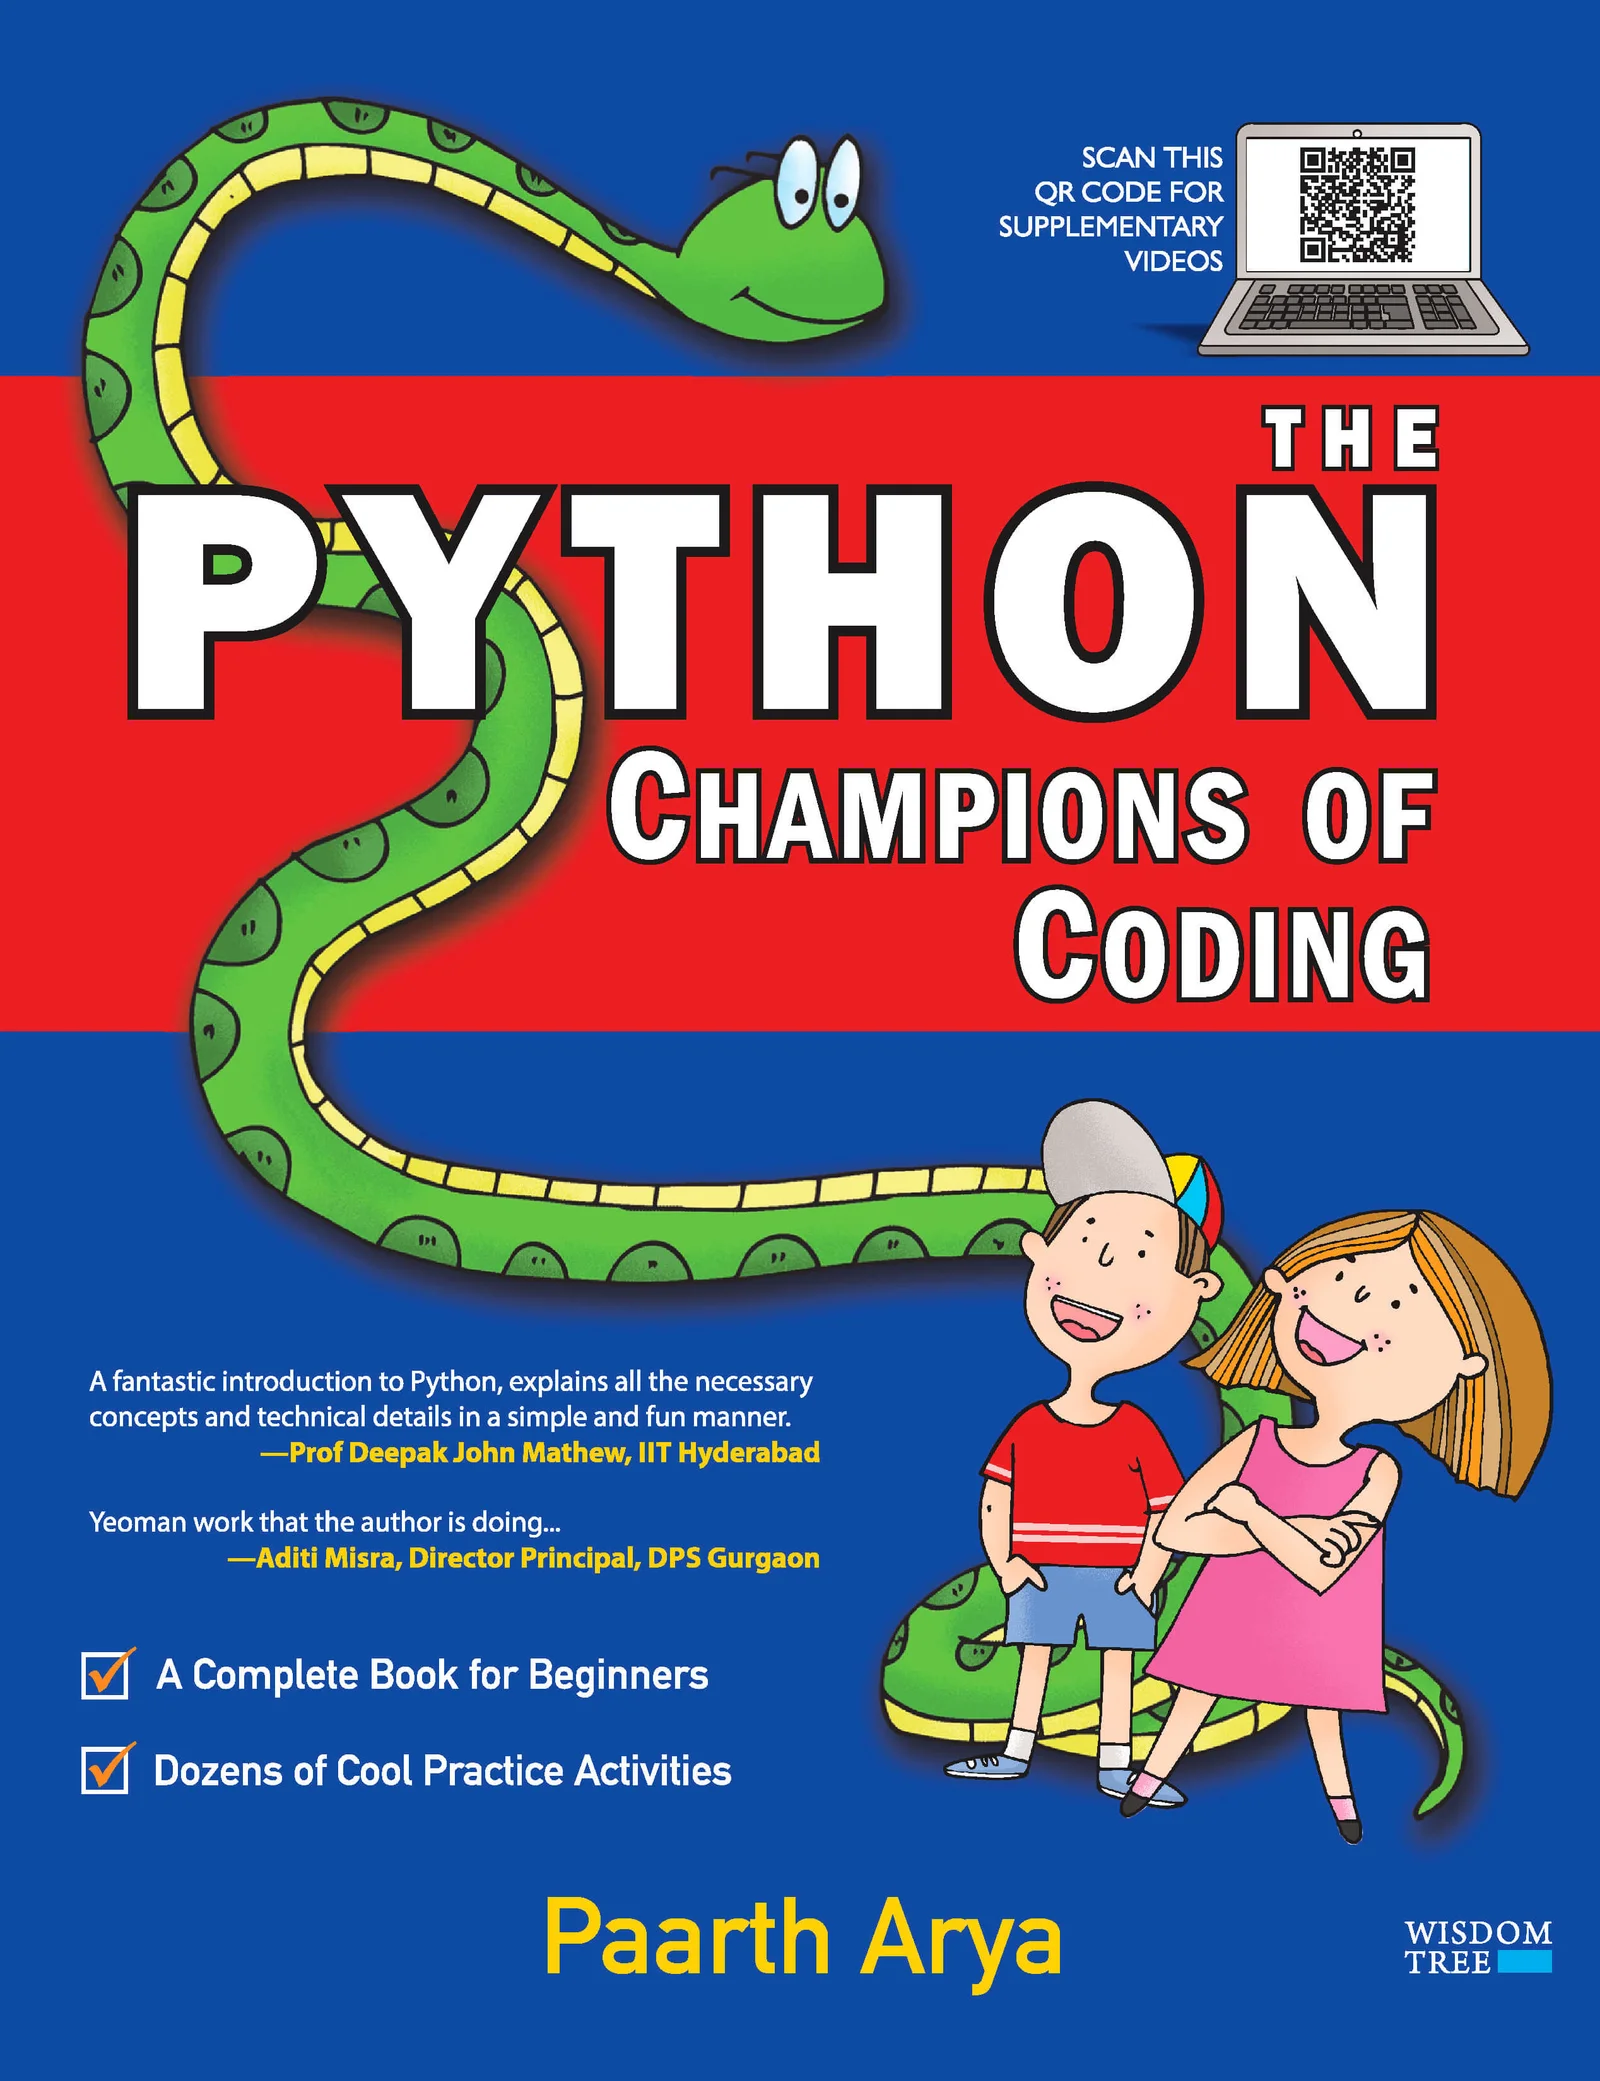 SCAN THIS
QR CODE FOR
SUPPLEMENTARY
VIDEOS
THE
PYTHON
CHAMPIONS OF
CODING
A fantastic introduction to Python, explains all the necessary
concepts and technical details in a simple and fun manner.
—Prof Deepak John Mathew, IIT Hyderabad
Yeoman work that the author is doing...
—Aditi Misra, Director Principal, DPS Gurgaon
A Complete Book for Beginners
Dozens of Cool Practice Activities
Paarth Arya
WISDOM
TREE